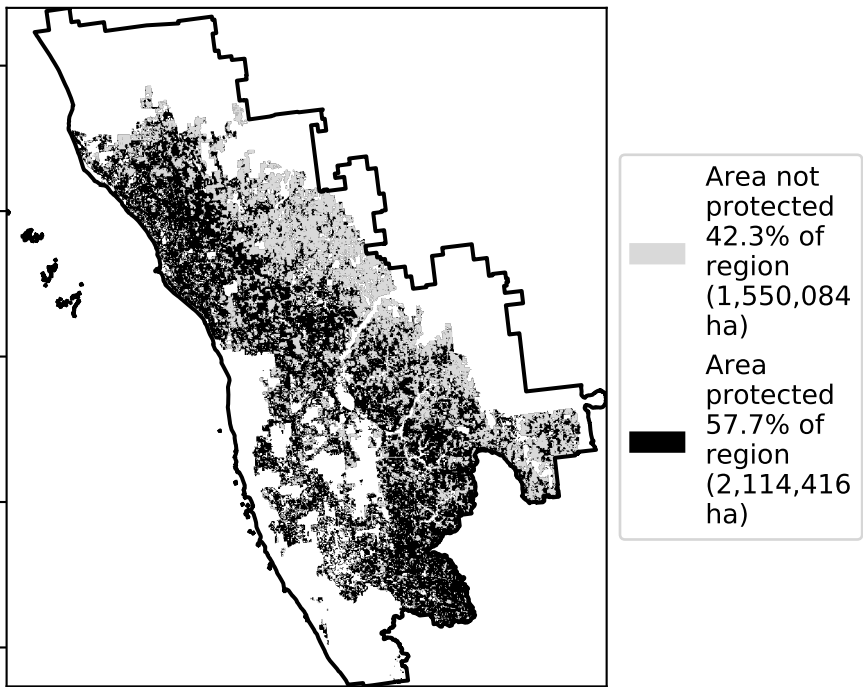 Area not
protected
42.3% of
region
(1,550,084
ha)
Area
protected
57.7% of
region
(2,114,416
ha)